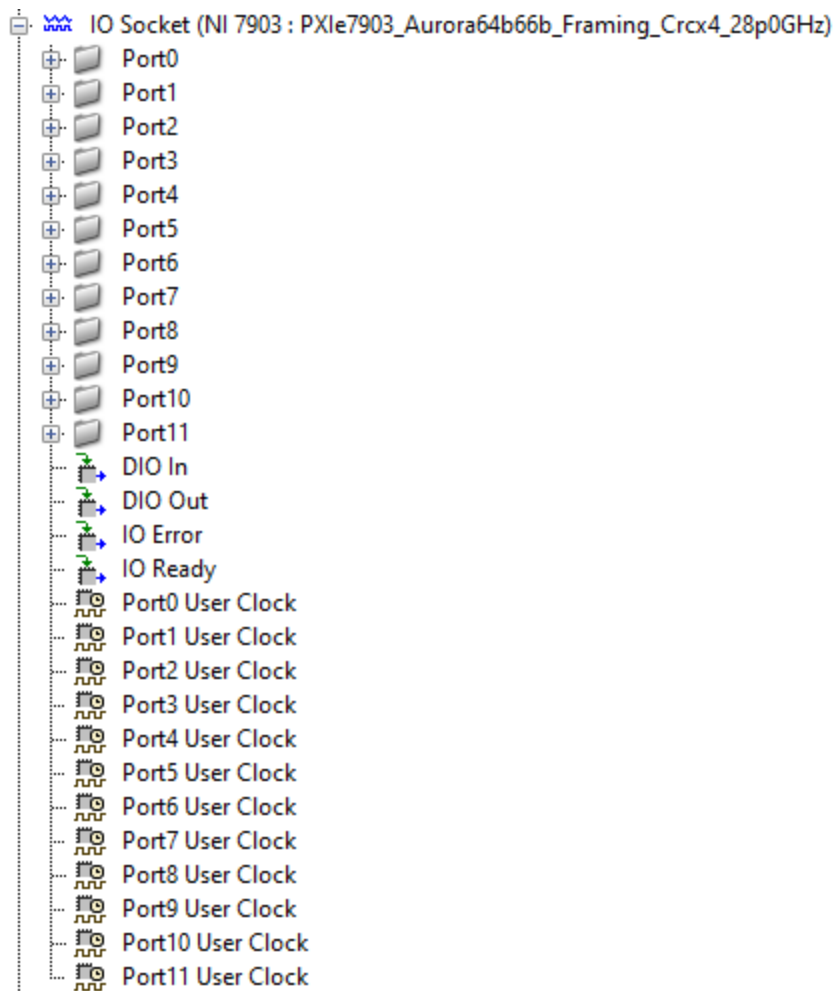 IO Socket (NI 7903 : PXIe7903_Aurora64b66b_Framing_Crcx4_28p0GHz)
Port0
Port1
Port2
Port3
Port4
Port5
Port6
Port7
Port8
Port9
Port10
Port11
DIO In
DIO Out
IO Error
IO Ready
Port0 User Clock
Port1 User Clock
Port2 User Clock
Port3 User Clock
Port4 User Clock
Port5 User Clock
Port6 User Clock
Port7 User Clock
Port8 User Clock
Port9 User Clock
Port10 User Clock
Port11 User Clock